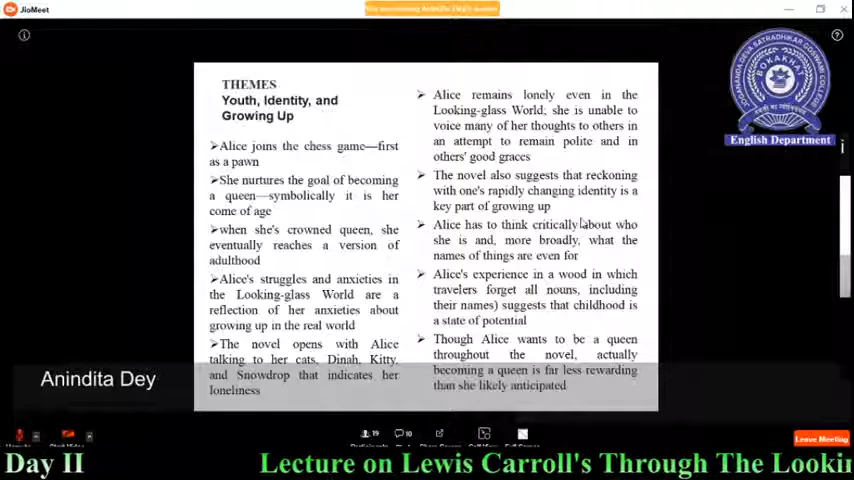 JioMeet
THEMES
Youth, Identity, and
Growing Up
➢Alice joins the chess game—first
as a pawn
➢She nurtures the goal of becoming
a queen—symbolically it is her
come of age
➢when she's crowned queen, she
eventually reaches a version of
adulthood
➢Alice's struggles and anxieties in
the Looking-glass World are a
reflection of her anxieties about
growing up in the real world
➢The novel opens with Alice
talking to her cats, Dinah, Kitty,
and Snowdrop that indicates her
loneliness
➢ Alice remains lonely even in the
Looking-glass World; she is unable to
voice many of her thoughts to others in
an attempt to remain polite and in
others' good graces
➢ The novel also suggests that reckoning
with one's rapidly changing identity is a
key part of growing up
➢ Alice has to think critically about who
she is and, more broadly, what the
names of things are even for
➢ Alice's experience in a wood in which
travelers forget all nouns, including
their names) suggests that childhood is
a state of potential
➢ Though Alice wants to be a queen
throughout the novel, actually
becoming a queen is far less rewarding
than she likely anticipated
JOGANANDA DEVA SATRADHIKAR GOSWAMI COLLEGE
BOKAKHAT
English Department
i
Anindita Dey
19
10
Leave Meeting
Day II
Lecture on Lewis Carroll's Through The Lookin